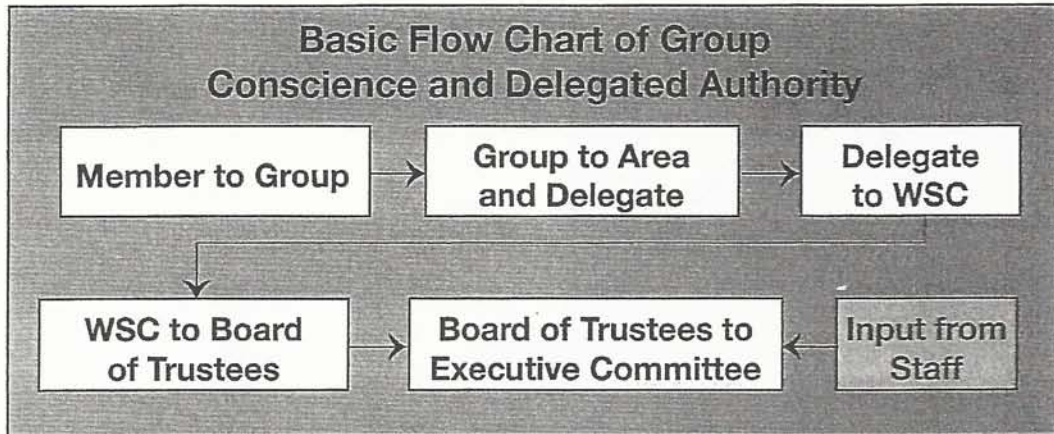 Basic Flow Chart of Group
Conscience and Delegated Authority
Member to Group
Group to Area
and Delegate
Delegate
to WSC
WSC to Board
of Trustees
Board of Trustees to
Executive Committee
Input from
Staff